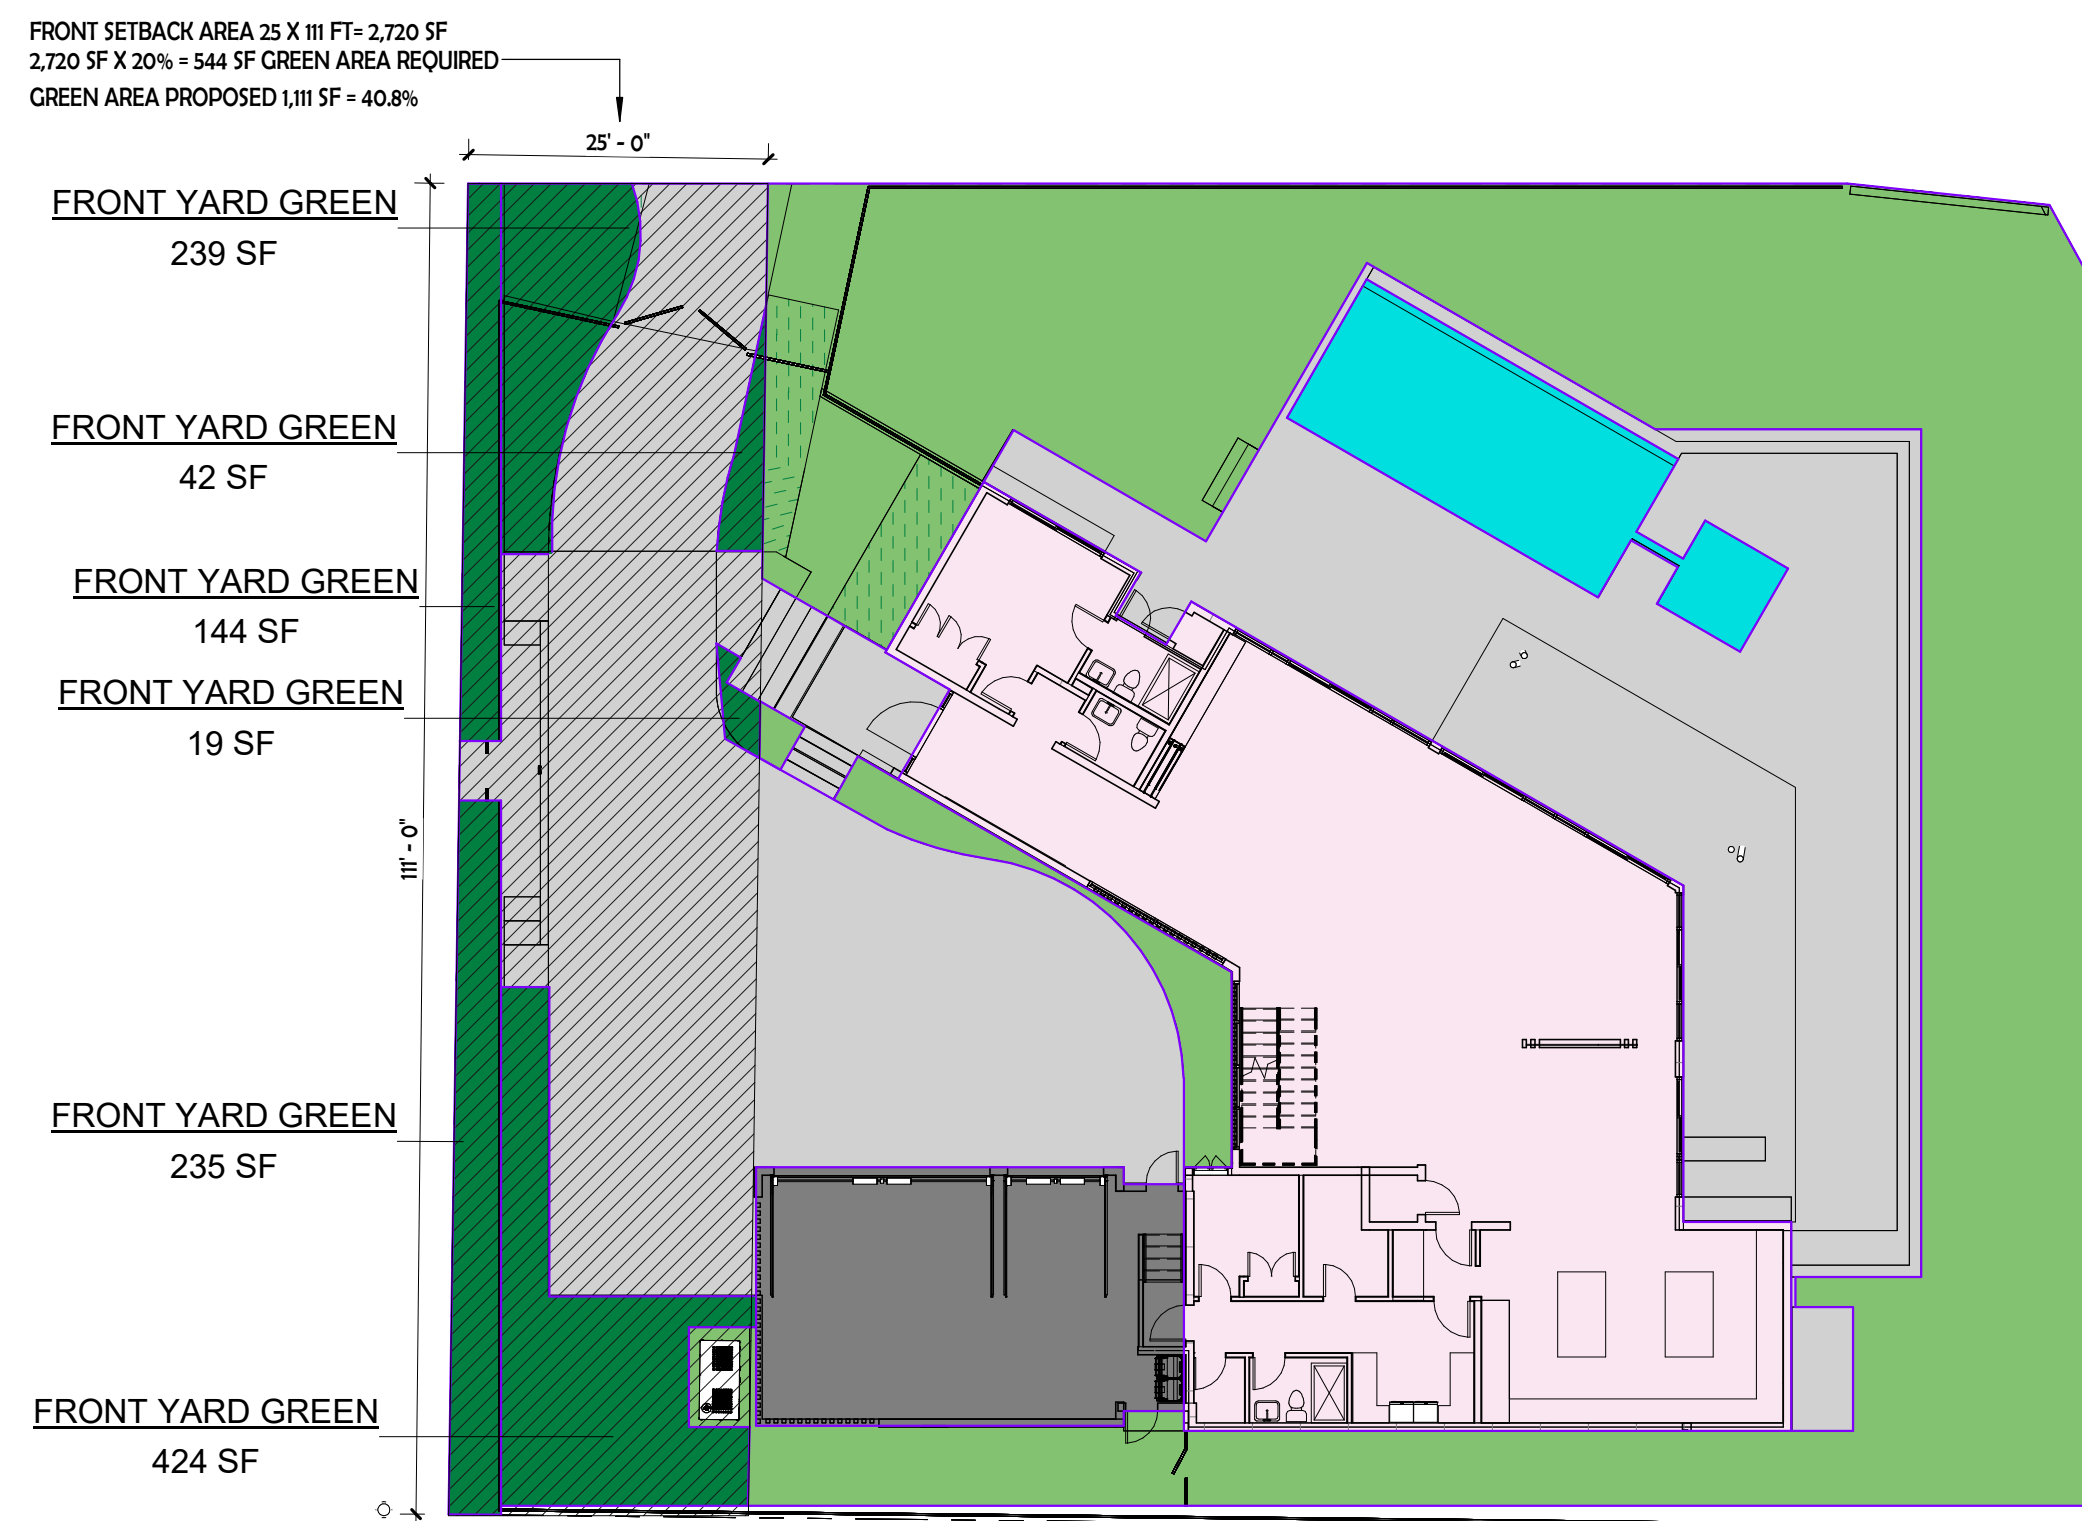 FRONT SETBACK AREA 25 X 111 FT= 2,720 SF
2,720 SF X 20% = 544 SF GREEN AREA REQUIRED
GREEN AREA PROPOSED 1,111 SF = 40.8%
25' - 0"
FRONT YARD GREEN
239 SF
FRONT YARD GREEN
42 SF
FRONT YARD GREEN
144 SF
FRONT YARD GREEN
19 SF
111' - 0"
FRONT YARD GREEN
235 SF
FRONT YARD GREEN
424 SF